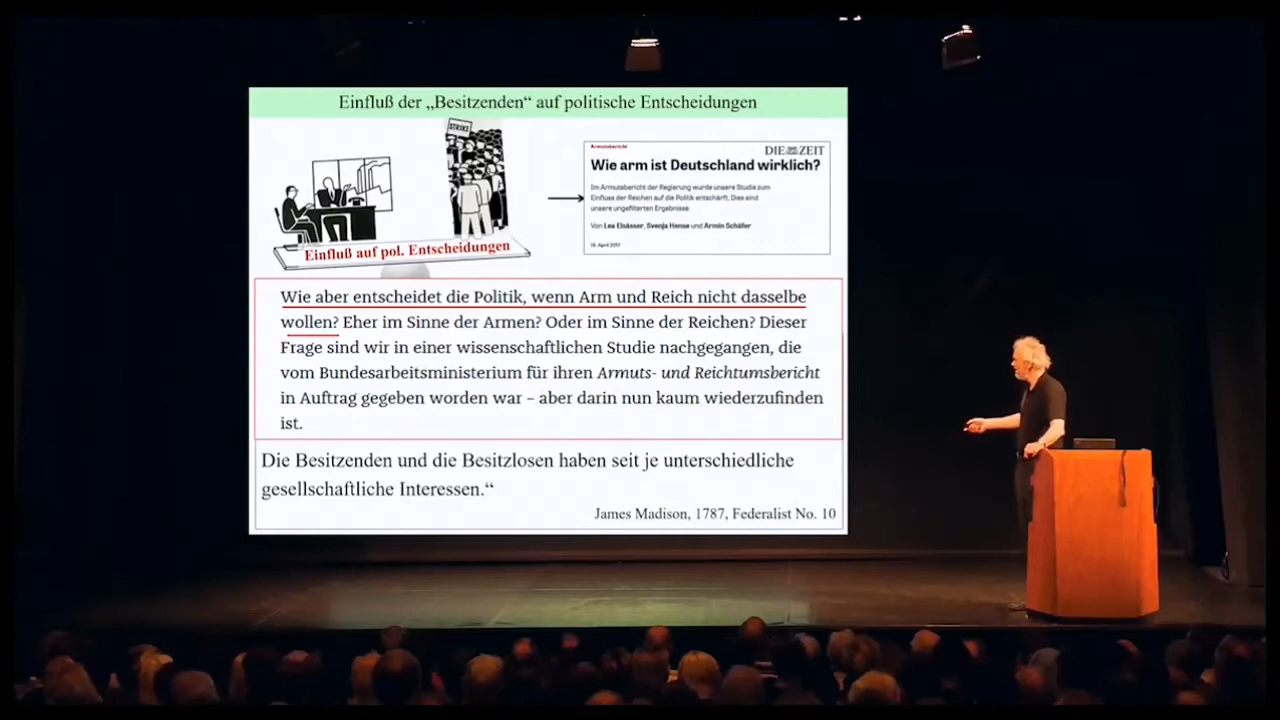 Einfluß der „Besitzenden“ auf politische Entscheidungen
STRIKE
Einfluß auf pol. Entscheidungen
Armutsbericht
DIE ZEIT
Wie arm ist Deutschland wirklich?
Im Armutsbericht der Regierung wurde unsere Studie zum
Einfluss der Reichen auf die Politik entschärft. Dies sind
unsere ungefilterten Ergebnisse.
Von Lea Elsässer, Svenja Hense und Armin Schäfer
April 2017
Wie aber entscheidet die Politik, wenn Arm und Reich nicht dasselbe
wollen? Eher im Sinne der Armen? Oder im Sinne der Reichen? Dieser
Frage sind wir in einer wissenschaftlichen Studie nachgegangen, die
vom Bundesarbeitsministerium für ihren Armuts- und Reichtumsbericht
in Auftrag gegeben worden war – aber darin nun kaum wiederzufinden
ist.
Die Besitzenden und die Besitzlosen haben seit je unterschiedliche
gesellschaftliche Interessen.“
James Madison, 1787, Federalist No. 10